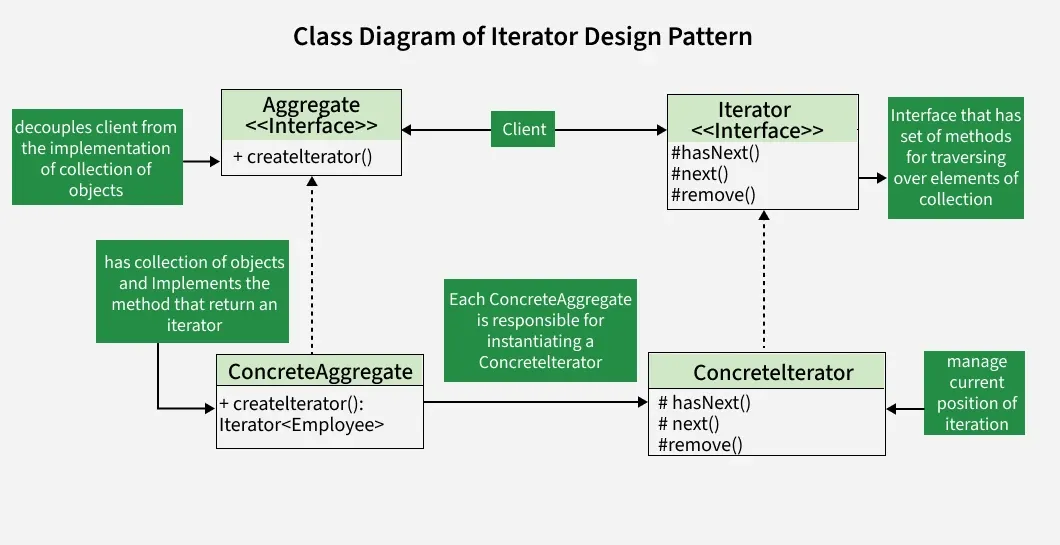 Class Diagram of Iterator Design Pattern
decouples client from
the implementation
of collection of
objects
Aggregate
<<Interface>>
+ createIterator()
Client
Iterator
<<Interface>>
#hasNext()
#next()
#remove()
Interface that has
set of methods
for traversing
over elements of
collection
has collection of objects
and Implements the
method that return an
iterator
Each ConcreteAggregate
is responsible for
instantiating a
ConcreteIterator
ConcreteAggregate
+ createIterator():
Iterator<Employee>
ConcreteIterator
# hasNext()
# next()
#remove()
manage
current
position of
iteration